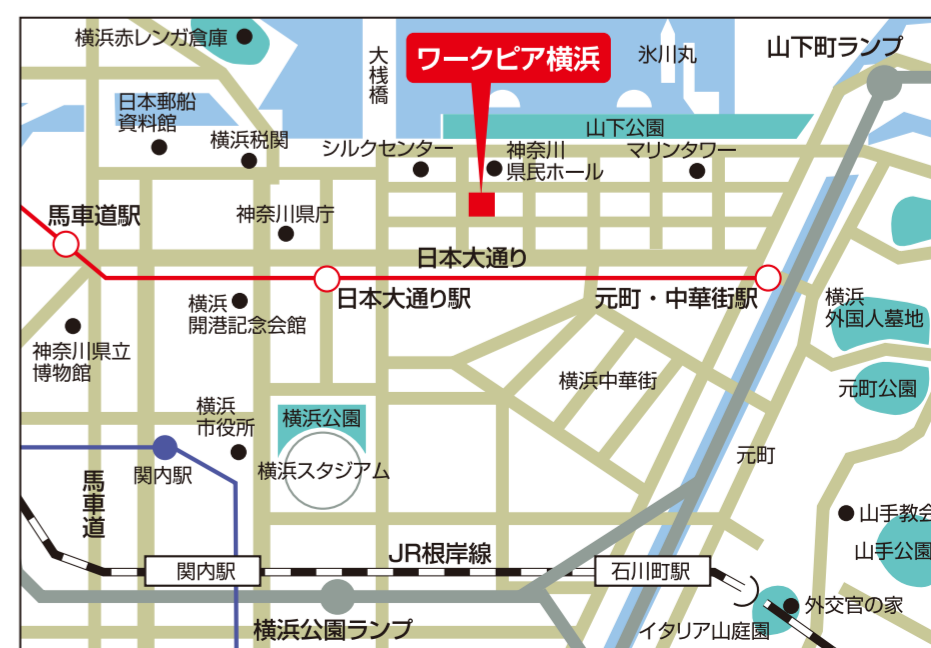 横浜赤レンガ倉庫
大桟橋
ワークピア横浜
氷川丸
山下町ランプ
日本郵船
資料館
横浜税関
シルクセンター
神奈川
県民ホール
山下公園
マリンタワー
馬車道駅
神奈川県庁
日本大通り
日本大通り駅
元町・中華街駅
横浜
開港記念会館
横浜
外国人墓地
神奈川県立
博物館
横浜中華街
元町公園
横浜
市役所
横浜公園
横浜スタジアム
元町
関内駅
馬車道
山手教会
山手公園
JR根岸線
関内駅
石川町駅
外交官の家
横浜公園ランプ
イタリア山庭園